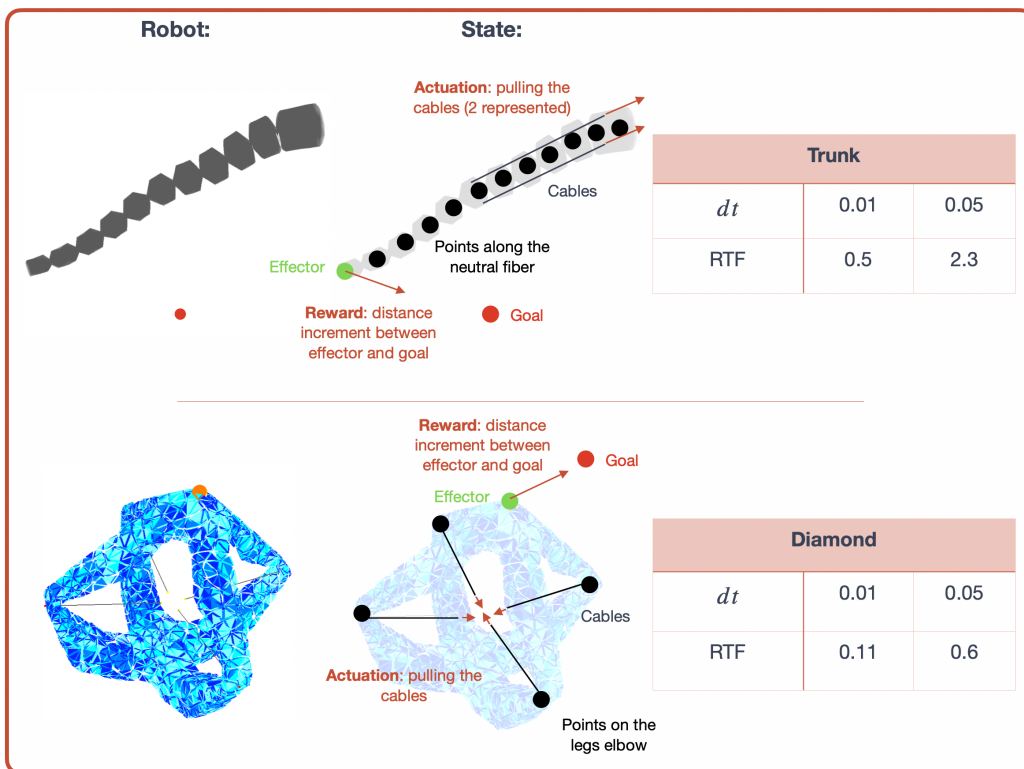 Robot:
State:
Actuation: pulling the
cables (2 represented)
Cables
Points along the
neutral fiber
Effector
Reward: distance
increment between
effector and goal
Goal
Trunk
dt 0.01 0.05
RTF 0.5 2.3
Reward: distance
increment between
effector and goal
Goal
Effector
Cables
Actuation: pulling the
cables
Points on the
legs elbow
Diamond
dt 0.01 0.05
RTF 0.11 0.6